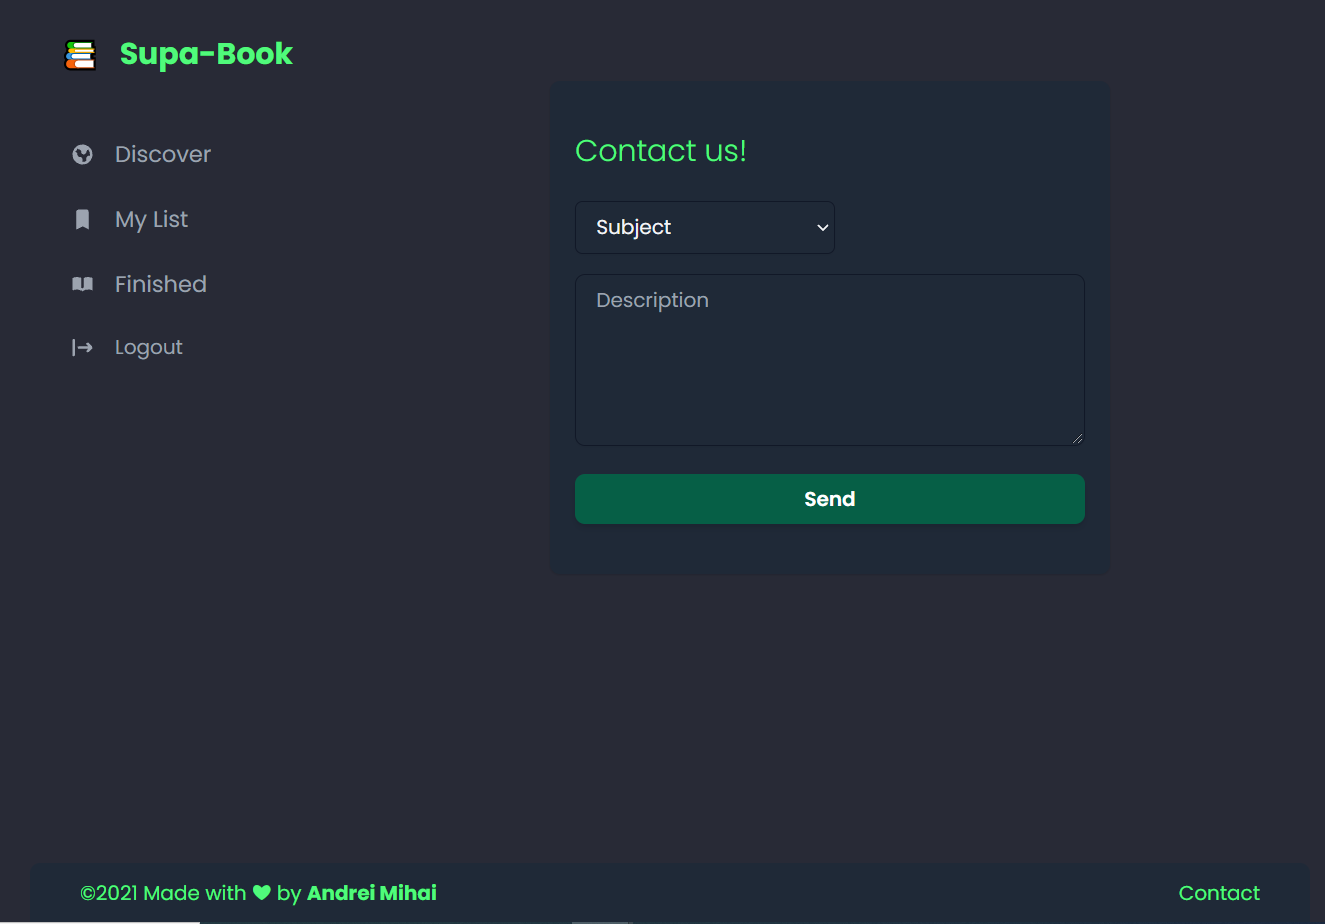 Supa-Book
Discover
My List
Finished
Logout
Contact us!
Subject
Description
Send
©2021 Made with ♥ by Andrei Mihai
Contact